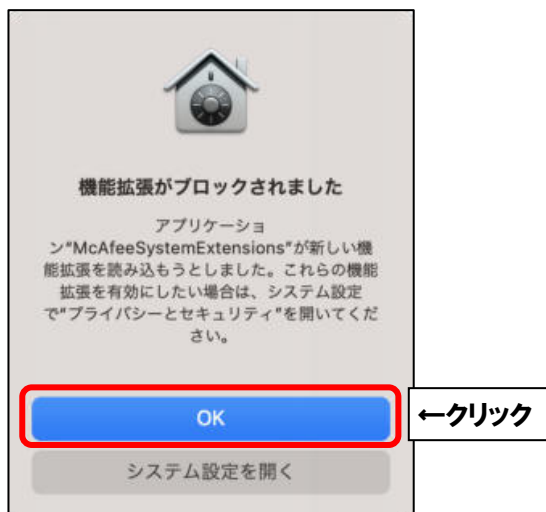 機能拡張がブロックされました
アプリケーショ
ン"McAfeeSystemExtensions"が新しい機
能拡張を読み込もうとしました。これらの機能
拡張を有効にしたい場合は、システム設定
で"プライバシーとセキュリティ"を開いてくだ
さい。
OK
←クリック
システム設定を開く